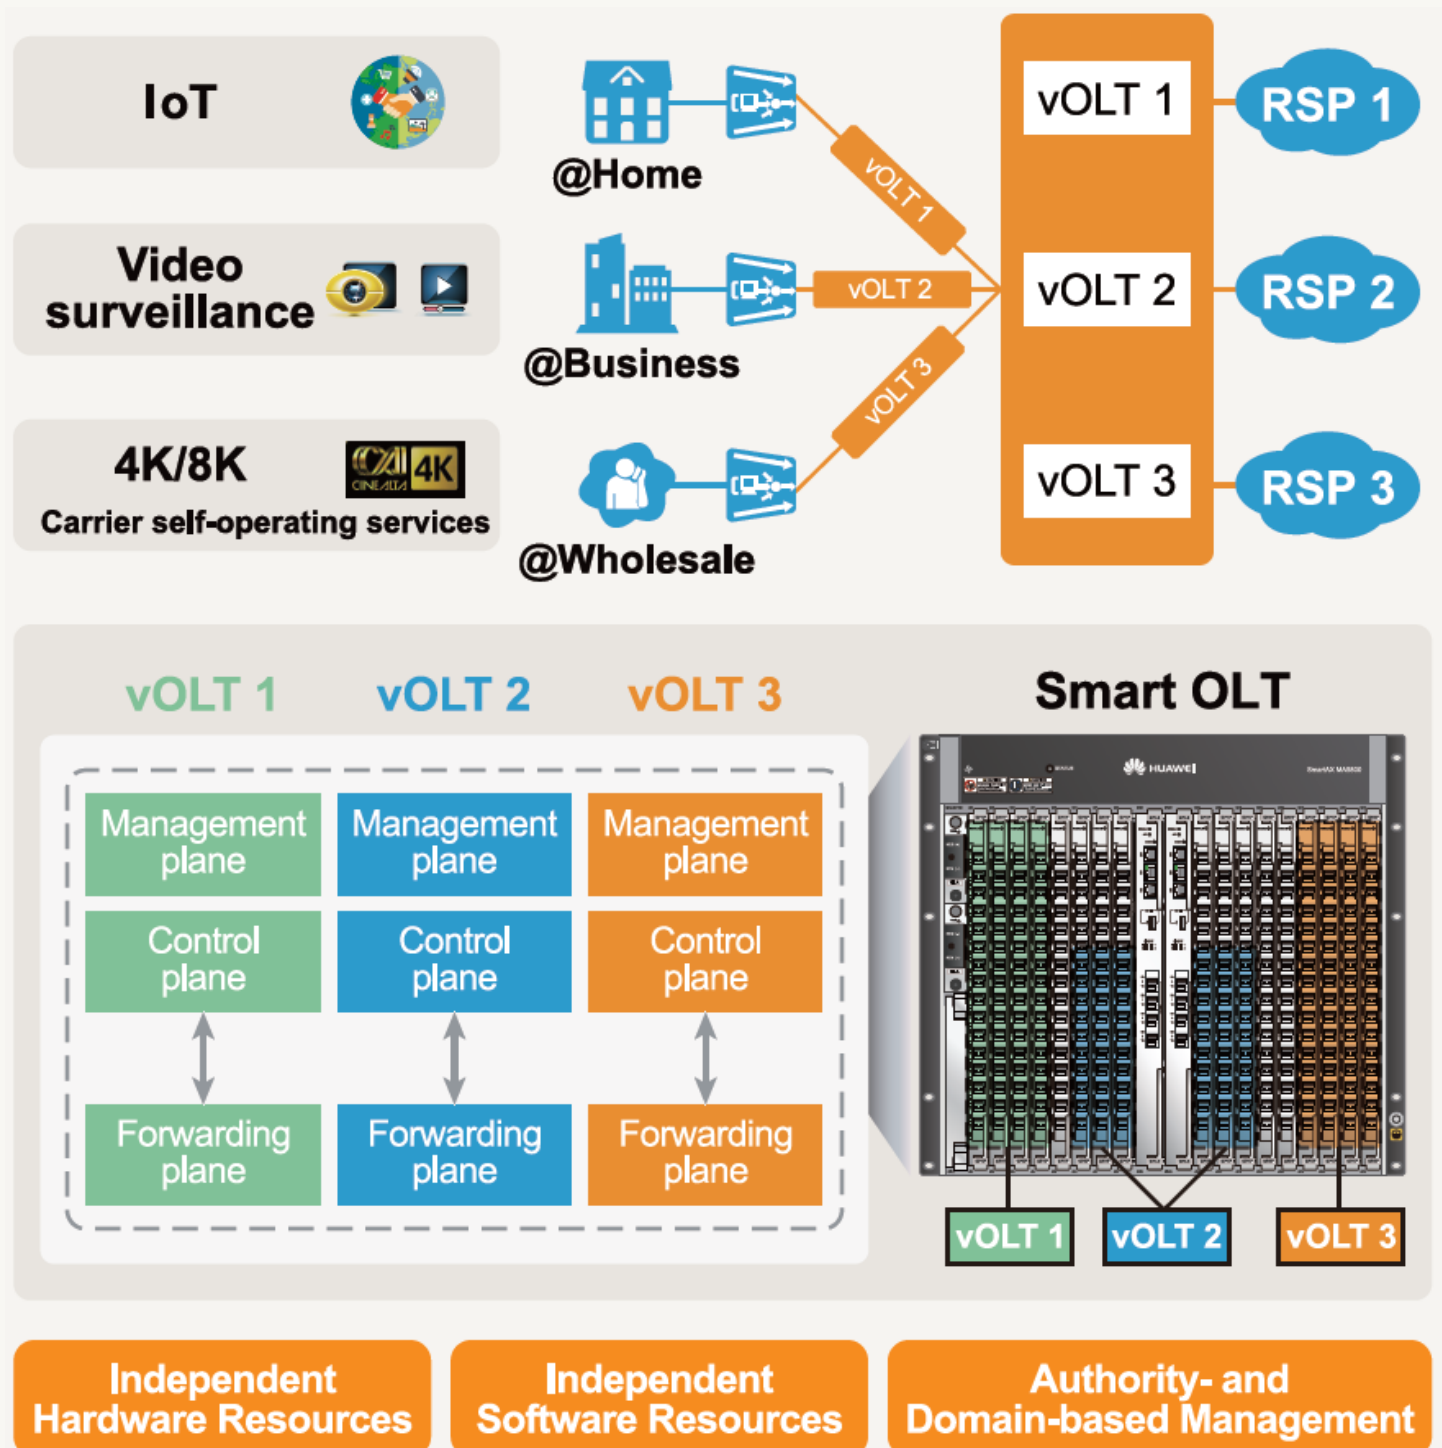 IoT
@Home
vOLT 1
vOLT 1
RSP 1
Video
surveillance
@Business
vOLT 2
vOLT 2
RSP 2
4K/8K
CINEALTA 4K
Carrier self-operating services
@Wholesale
vOLT 3
vOLT 3
RSP 3
vOLT 1
vOLT 2
vOLT 3
Smart OLT
HUAWEI
Management
plane
Management
plane
Management
plane
Control
plane
Control
plane
Control
plane
Forwarding
plane
Forwarding
plane
Forwarding
plane
vOLT 1
vOLT 2
vOLT 3
Independent
Hardware Resources
Independent
Software Resources
Authority- and
Domain-based Management